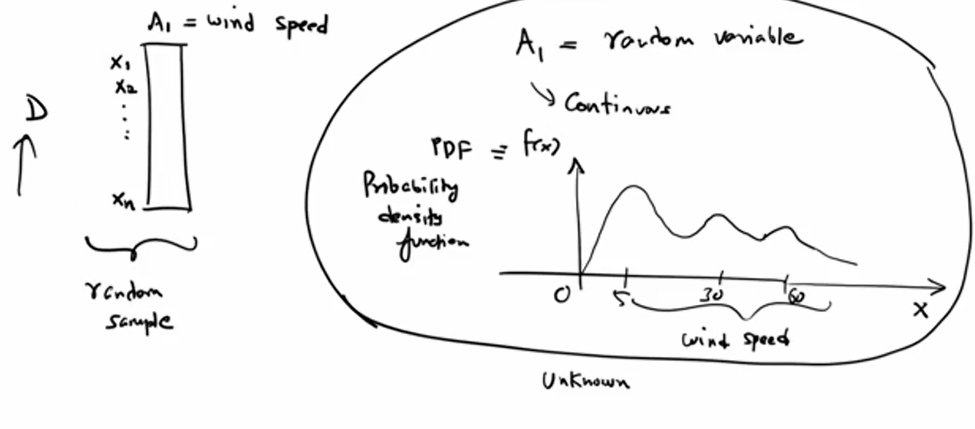 A₁ = wind speed
x₁
x₂
D
xₙ
random
sample
A₁ = random variable
↳ Continuous
PDF ≡ f(x)
Probability
density
function
0 5 30 60 x
wind speed
Unknown